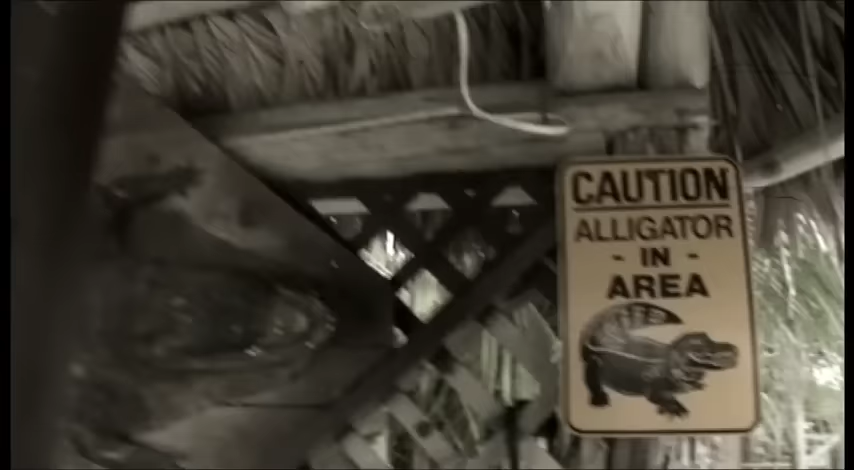 CAUTION
ALLIGATOR
- IN -
AREA